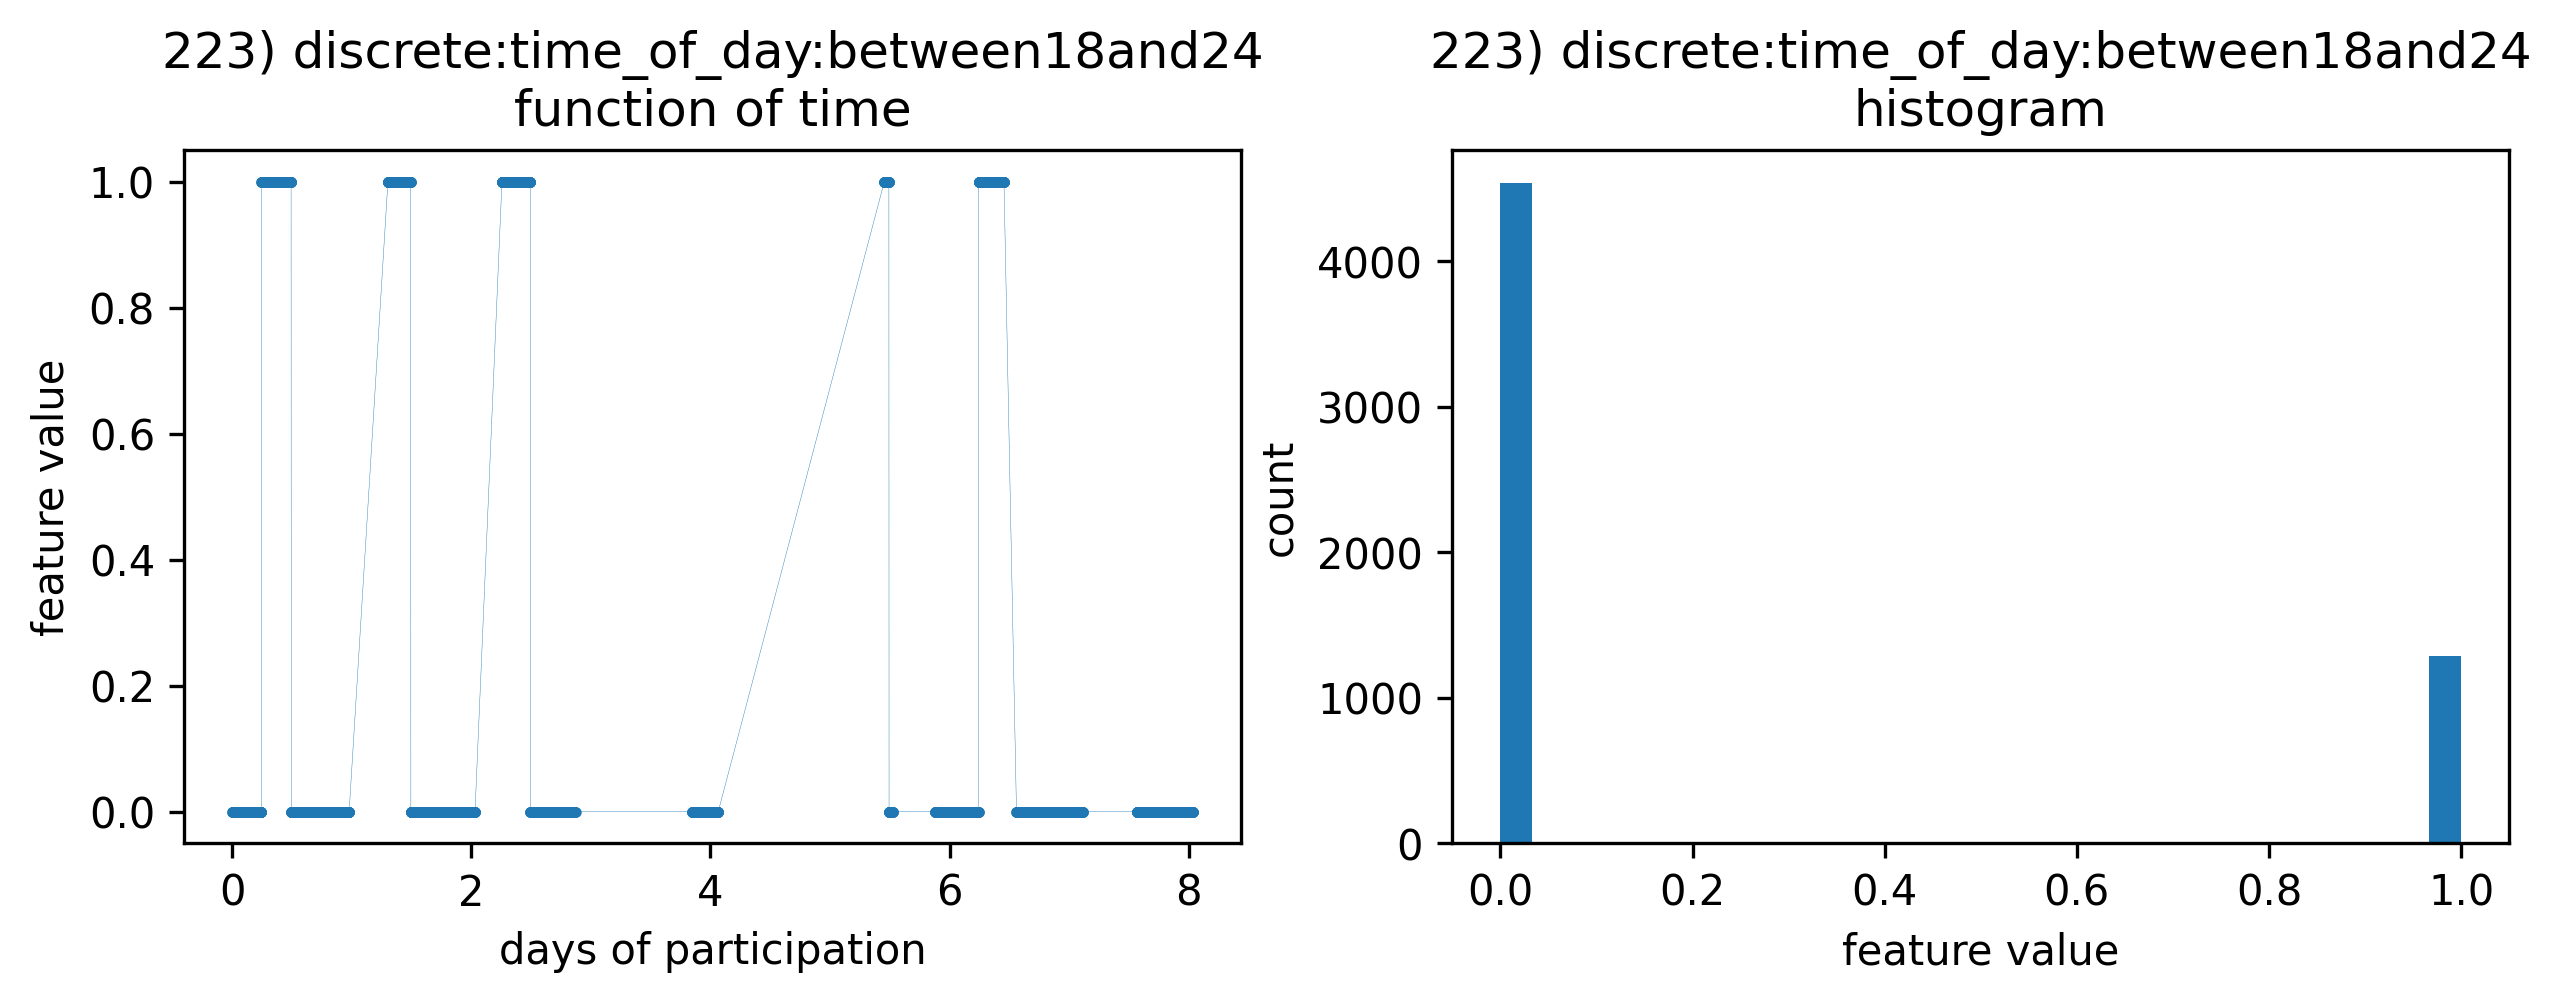 223) discrete:time_of_day:between18and24
function of time
1.0
0.8
0.6
0.4
0.2
0.0
feature value
0 2 4 6 8
days of participation
223) discrete:time_of_day:between18and24
histogram
4000
3000
2000
1000
0
count
0.0 0.2 0.4 0.6 0.8 1.0
feature value